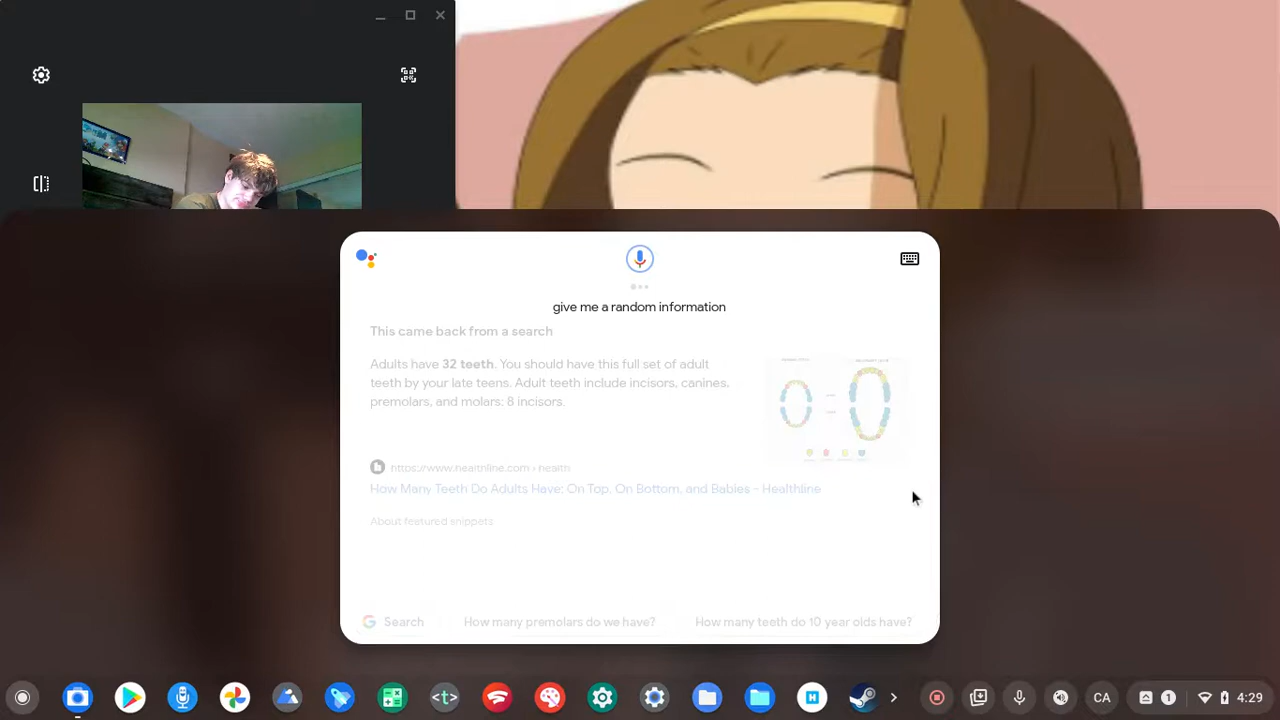 give me a random information
This came back from a search
Adults have 32 teeth. You should have this full set of adult
teeth by your late teens. Adult teeth include incisors, canines,
premolars, and molars: 8 incisors.
https://www.healthline.com › health
How Many Teeth Do Adults Have: On Top, On Bottom, and Babies - Healthline
About featured snippets
Search
How many premolars do we have?
How many teeth do 10 year olds have?
<t>
H
CA
1
4:29